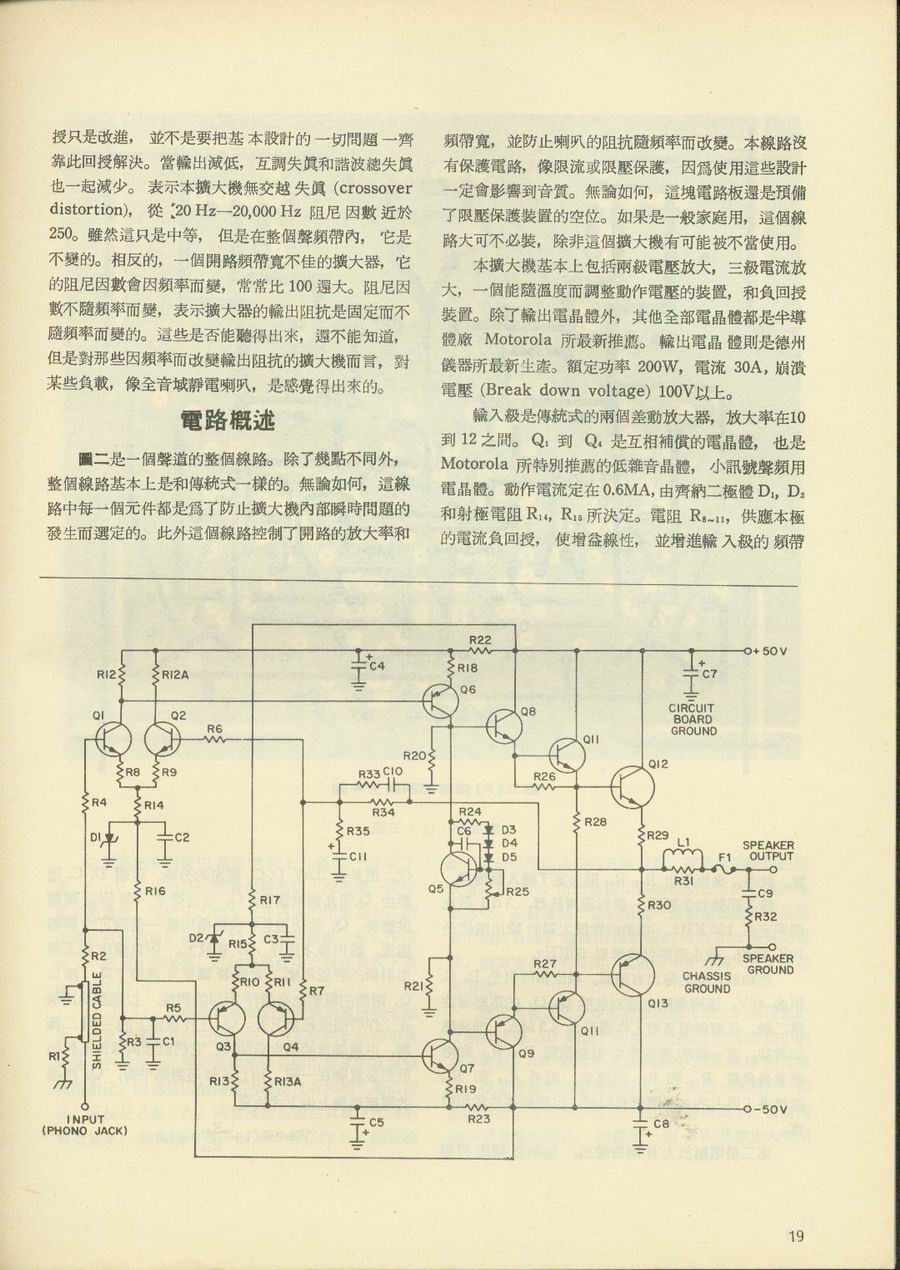 授只是改進， 並不是要把基本設計的一切問題一齊
靠此回授解決。當輸出減低， 互調失眞和諧波總失眞
也一起減少。 表示本擴大機無交越失眞 (crossover
distortion)， 從 20 Hz—20,000 Hz 阻尼因數近於
250。雖然這只是中等， 但是在整個聲頻帶內， 它是
不變的。相反的，一個開路頻帶寬不佳的擴大器，它
的阻尼因數會因頻率而變，常常比 100 還大。阻尼因
數不隨頻率而變，表示擴大器的輸出阻抗是固定而不
隨頻率而變的。這些是否能聽得出來，還不能知道，
但是對那些因頻率而改變輸出阻抗的擴大機而言，對
某些負載，像全音域靜電喇叭，是感覺得出來的。
電路概述
圖二是一個聲道的整個線路。除了幾點不同外，
整個線路基本上是和傳統式一樣的。無論如何，這線
路中每一個元件都是爲了防止擴大機內部瞬時問題的
發生而選定的。此外這個線路控制了開路的放大率和
頻帶寬，並防止喇叭的阻抗隨頻率而改變。本線路沒
有保護電路，像限流或限壓保護，因爲使用這些設計
一定會影響到音質。無論如何，這塊電路板還是預備
了限壓保護裝置的空位。如果是一般家庭用，這個線
路大可不必裝，除非這個擴大機有可能被不當使用。
本擴大機基本上包括兩級電壓放大，三級電流放
大，一個能隨溫度而調整動作電壓的裝置，和負回授
裝置。除了輸出電晶體外，其他全部電晶體都是半導
體廠 Motorola 所最新推薦。 輸出電晶體則是德州
儀器所最新生產。額定功率 200W，電流 30A，崩潰
電壓 (Break down voltage) 100V以上。
輸入級是傳統式的兩個差動放大器，放大率在10
到 12 之間。 Q₁ 到 Q₄ 是互相補償的電晶體， 也是
Motorola 所特別推薦的低雜音晶體， 小訊號聲頻用
電晶體。動作電流定在 0.6MA，由齊納二極體 D₁，D₂
和射極電阻 R₁₄，R₁₅ 所決定。電阻 R₈～₁₁，供應本極
的電流負回授， 使增益線性， 並增進輸入級的頻帶
R22
+50V
R12
R12A
C4
R18
C7
Q6
CIRCUIT
BOARD
GROUND
Q1
Q2
R6
Q8
Q11
R20
Q12
R8
R9
R33
C10
R26
R4
R14
R34
R28
R24
D1
C2
R35
C6
D3
D4
D5
R29
C11
L1
F1
SPEAKER
OUTPUT
R16
Q5
R25
R31
R17
C9
R30
R32
D2
R15
C3
R2
R27
SPEAKER
GROUND
CHASSIS
GROUND
R10
R11
R7
R21
Q13
R5
SHIELDED CABLE
R3
C1
Q3
Q4
Q9
Q11
R1
Q7
R13
R13A
R19
R23
-50V
INPUT
(PHONO JACK)
C5
C8
19